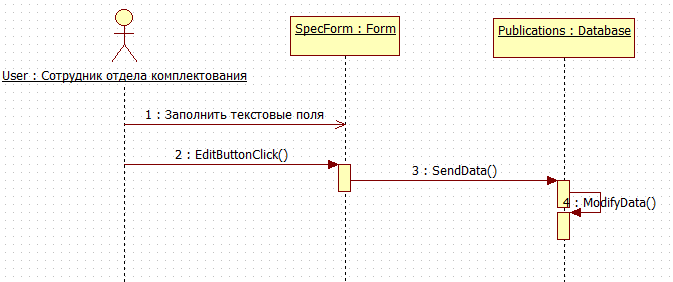 SpecForm : Form
Publications : Database
User : Сотрудник отдела комплектования
1 : Заполнить текстовые поля
2 : EditButtonClick()
3 : SendData()
4 : ModifyData()